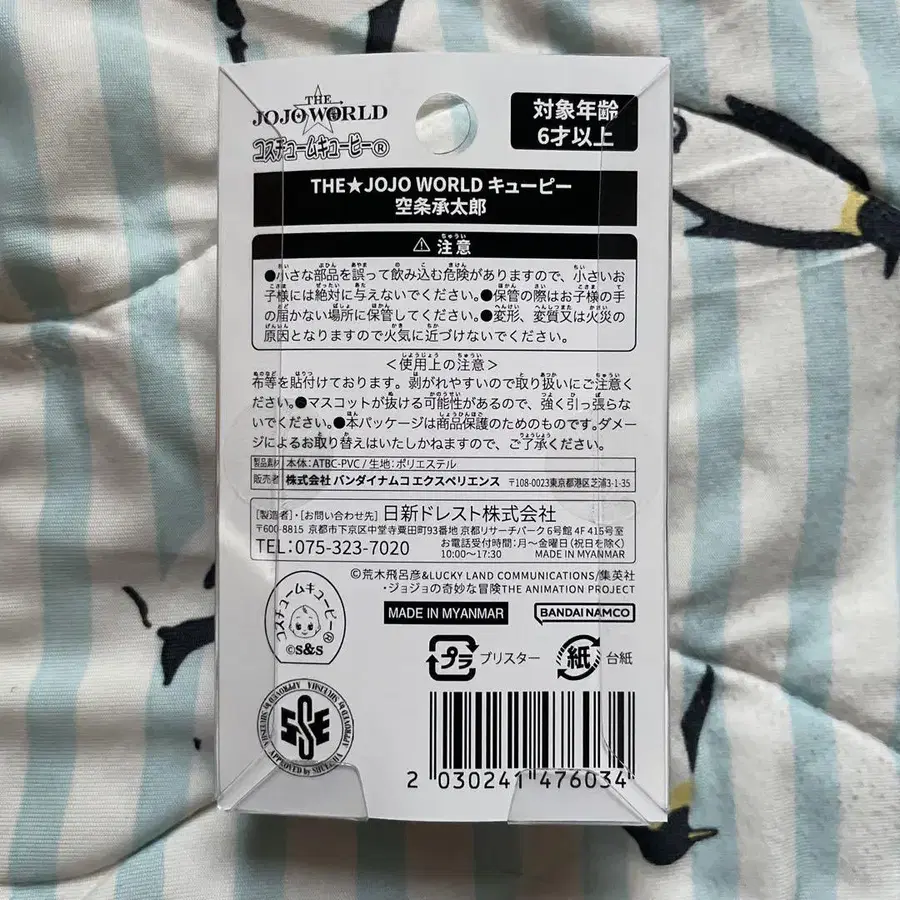 THE
JOJO WORLD
コスチュームキューピー®
対象年齢
6才以上
THE★JOJO WORLD キューピー
空条承太郎
⚠ 注意
●小さな部品を誤って飲み込む危険がありますので、小さいお
子様には絶対に与えないでください。●保管の際はお子様の手
の届かない場所に保管してください。●変形、変質又は火災の
原因となりますので火気に近づけないでください。
<使用上の注意>
布等を貼付けております。剥がれやすいので取り扱いにご注意く
ださい。●マスコットが抜ける可能性があるので、強く引っ張らな
いでください。●本パッケージは商品保護のためのものです。ダメー
ジによるお取り替えはいたしかねますので、ご了承ください。
製品素材 本体:ATBC-PVC / 生地:ポリエステル
販売者 株式会社 バンダイナムコ エクスペリエンス 〒108-0023東京都港区芝浦3-1-35
[製造者]・[お問い合わせ先] 日新ドレスト株式会社
〒600-8815 京都市下京区中堂寺粟田町93番地 京都リサーチパーク6号館 4F 415号室
TEL:075-323-7020 お電話受付時間:月〜金曜日(祝日を除く)
10:00〜17:30 MADE IN MYANMAR
©荒木飛呂彦&LUCKY LAND COMMUNICATIONS/集英社
・ジョジョの奇妙な冒険THE ANIMATION PROJECT
MADE IN MYANMAR
BANDAI NAMCO
コスチュームキューピー®
©S&S
プラ ブリスター
紙 台紙
APPROVED by SHUEISHA
SSE
2 030241 476034